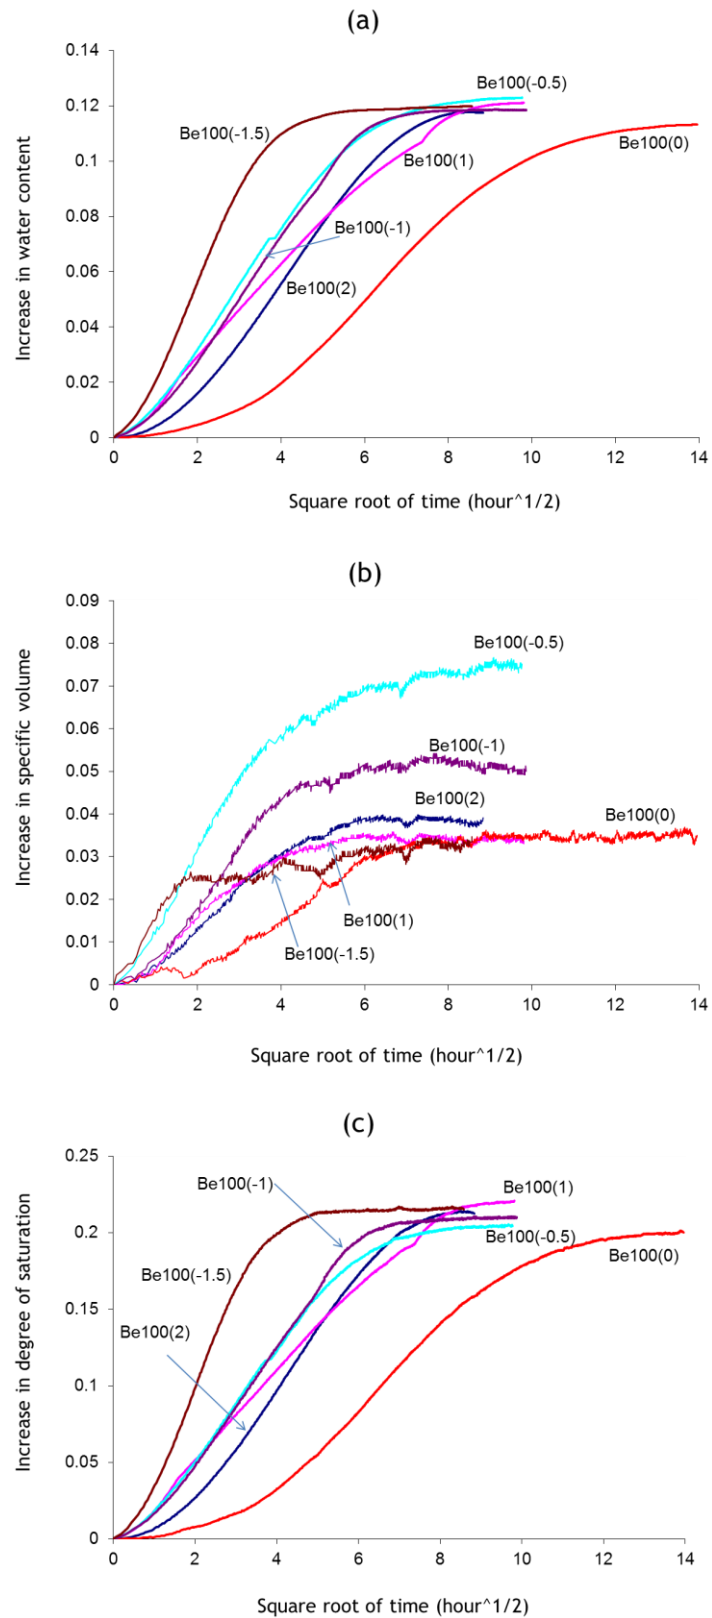 (a)
Increase in water content
0.14
0.12
0.1
0.08
0.06
0.04
0.02
0
Be100(-1.5)
Be100(-0.5)
Be100(1)
Be100(0)
Be100(-1)
Be100(2)
0 2 4 6 8 10 12 14
Square root of time (hour^1/2)
(b)
Increase in specific volume
0.09
0.08
0.07
0.06
0.05
0.04
0.03
0.02
0.01
0
Be100(-0.5)
Be100(-1)
Be100(2)
Be100(0)
Be100(1)
Be100(-1.5)
0 2 4 6 8 10 12 14
Square root of time (hour^1/2)
(c)
Increase in degree of saturation
0.25
0.2
0.15
0.1
0.05
0
Be100(-1)
Be100(1)
Be100(-0.5)
Be100(0)
Be100(-1.5)
Be100(2)
0 2 4 6 8 10 12 14
Square root of time (hour^1/2)